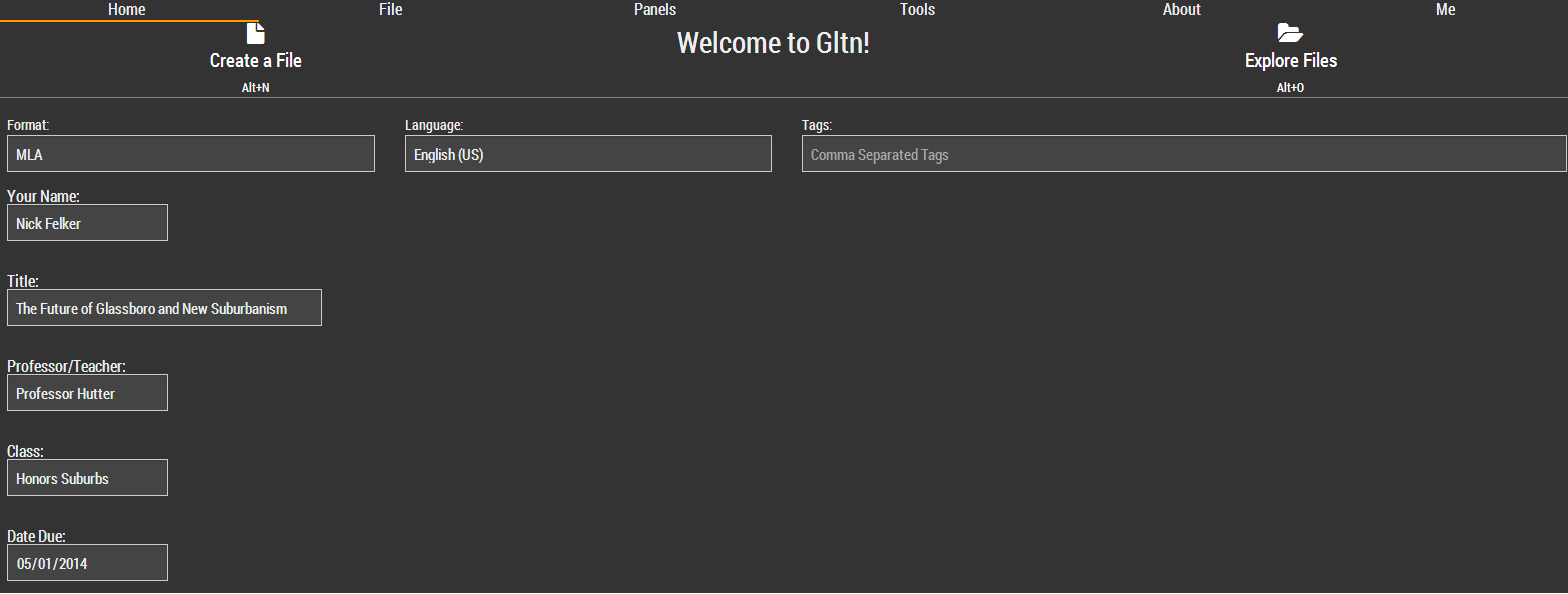 Home File Panels Tools About Me
Create a File
Alt+N
Welcome to Gltn!
Explore Files
Alt+O
Format: Language: Tags:
MLA English (US) Comma Separated Tags
Your Name:
Nick Felker
Title:
The Future of Glassboro and New Suburbanism
Professor/Teacher:
Professor Hutter
Class:
Honors Suburbs
Date Due:
05/01/2014